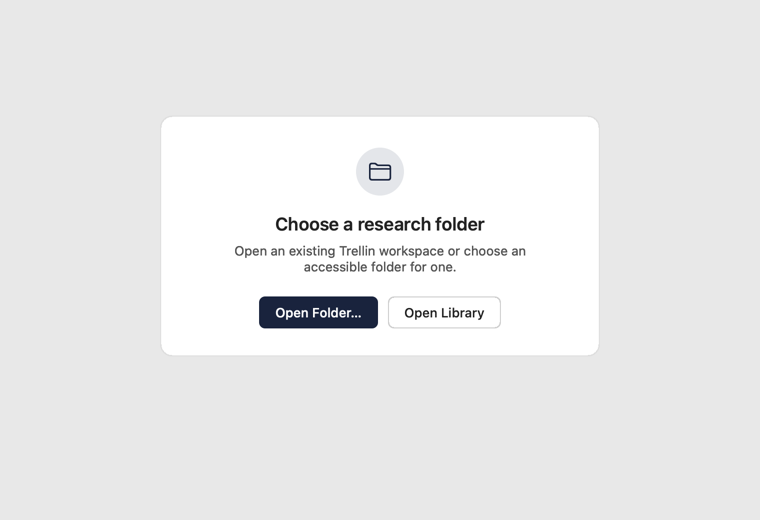 Choose a research folder
Open an existing Trellin workspace or choose an
accessible folder for one.
Open Folder...
Open Library